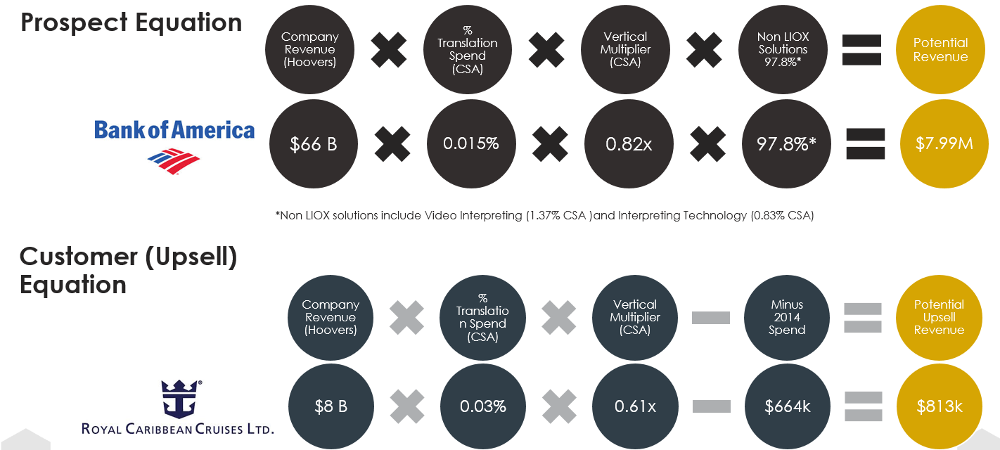 Prospect Equation
Company
Revenue
(Hoovers)
%
Translation
Spend
(CSA)
Vertical
Multiplier
(CSA)
Non LIOX
Solutions
97.8%*
Potential
Revenue
Bank of America
$66 B
0.015%
0.82x
97.8%*
$7.99M
*Non LIOX solutions include Video Interpreting (1.37% CSA )and Interpreting Technology (0.83% CSA)
Customer (Upsell)
Equation
Company
Revenue
(Hoovers)
%
Translatio
n Spend
(CSA)
Vertical
Multiplier
(CSA)
Minus
2014
Spend
Potential
Upsell
Revenue
ROYAL CARIBBEAN CRUISES LTD.
$8 B
0.03%
0.61x
$664k
$813k